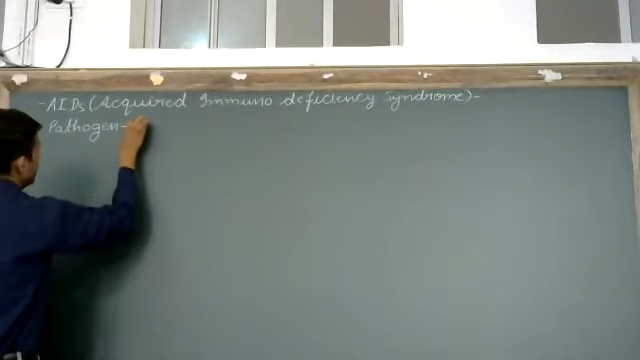 -AIDs (Acquired Immuno deficiency Syndrome)-
Pathogen-